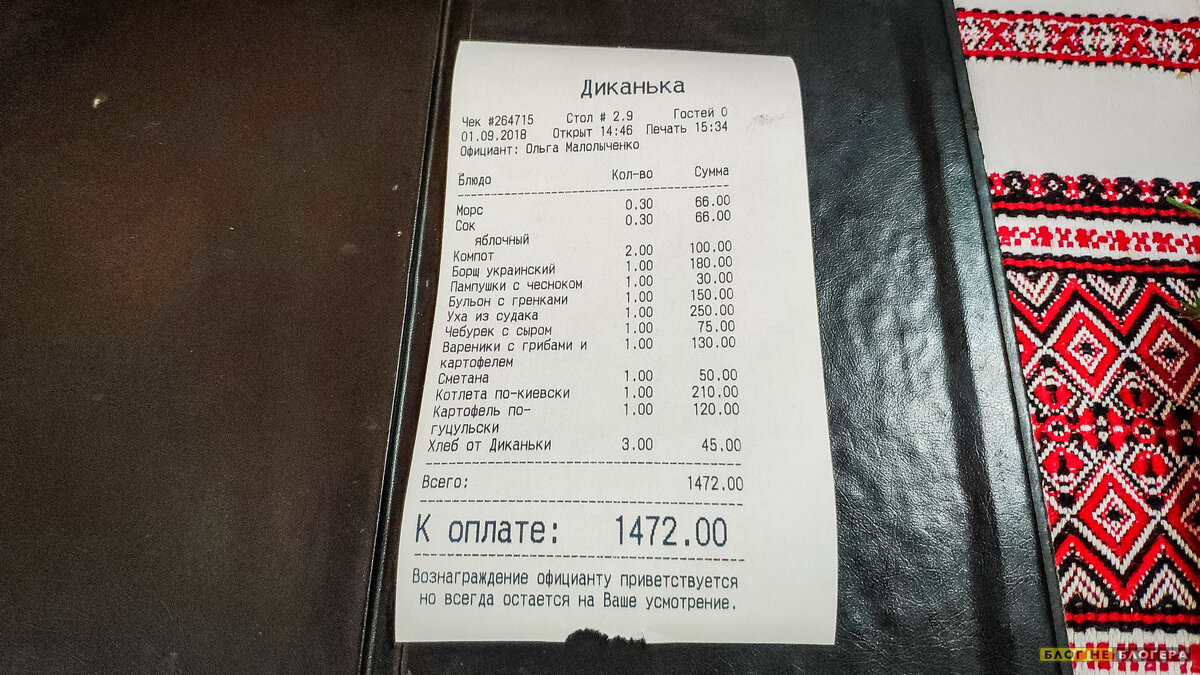 Диканька
Чек #264715 Стол # 2.9 Гостей 0
01.09.2018 Открыт 14:46 Печать 15:34
Официант: Ольга Малолыченко
Блюдо Кол-во Сумма
Морс 0.30 66.00
Сок 0.30 66.00
яблочный
Компот 2.00 100.00
Борщ украинский 1.00 180.00
Пампушки с чесноком 1.00 30.00
Бульон с гренками 1.00 150.00
Уха из судака 1.00 250.00
Чебурек с сыром 1.00 75.00
Вареники с грибами и 1.00 130.00
картофелем
Сметана 1.00 50.00
Котлета по-киевски 1.00 210.00
Картофель по- 1.00 120.00
гуцульски
Хлеб от Диканьки 3.00 45.00
Всего: 1472.00
К оплате: 1472.00
Вознаграждение официанту приветствуется
но всегда остается на Ваше усмотрение.
БЛОГ НЕ БЛОГЕРА